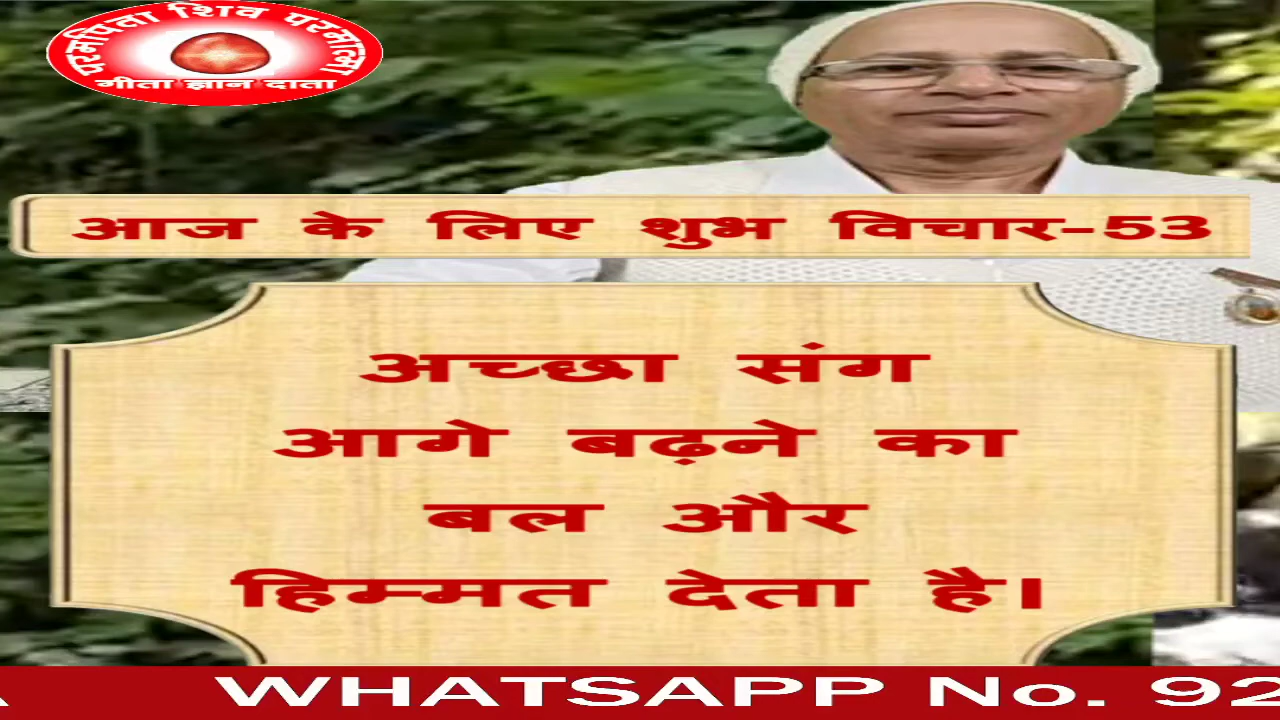 परमपिता शिव परमात्मा
गीता ज्ञान दाता
आज के लिए शुभ विचार-53
अच्छा संग
आगे बढ़ने का
बल और
हिम्मत देता है।
WHATSAPP No. 92